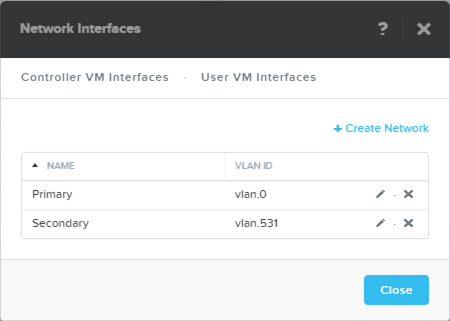 Network Interfaces ?
Controller VM Interfaces · User VM Interfaces
+ Create Network
NAME VLAN ID
Primary vlan.0
Secondary vlan.531
Close